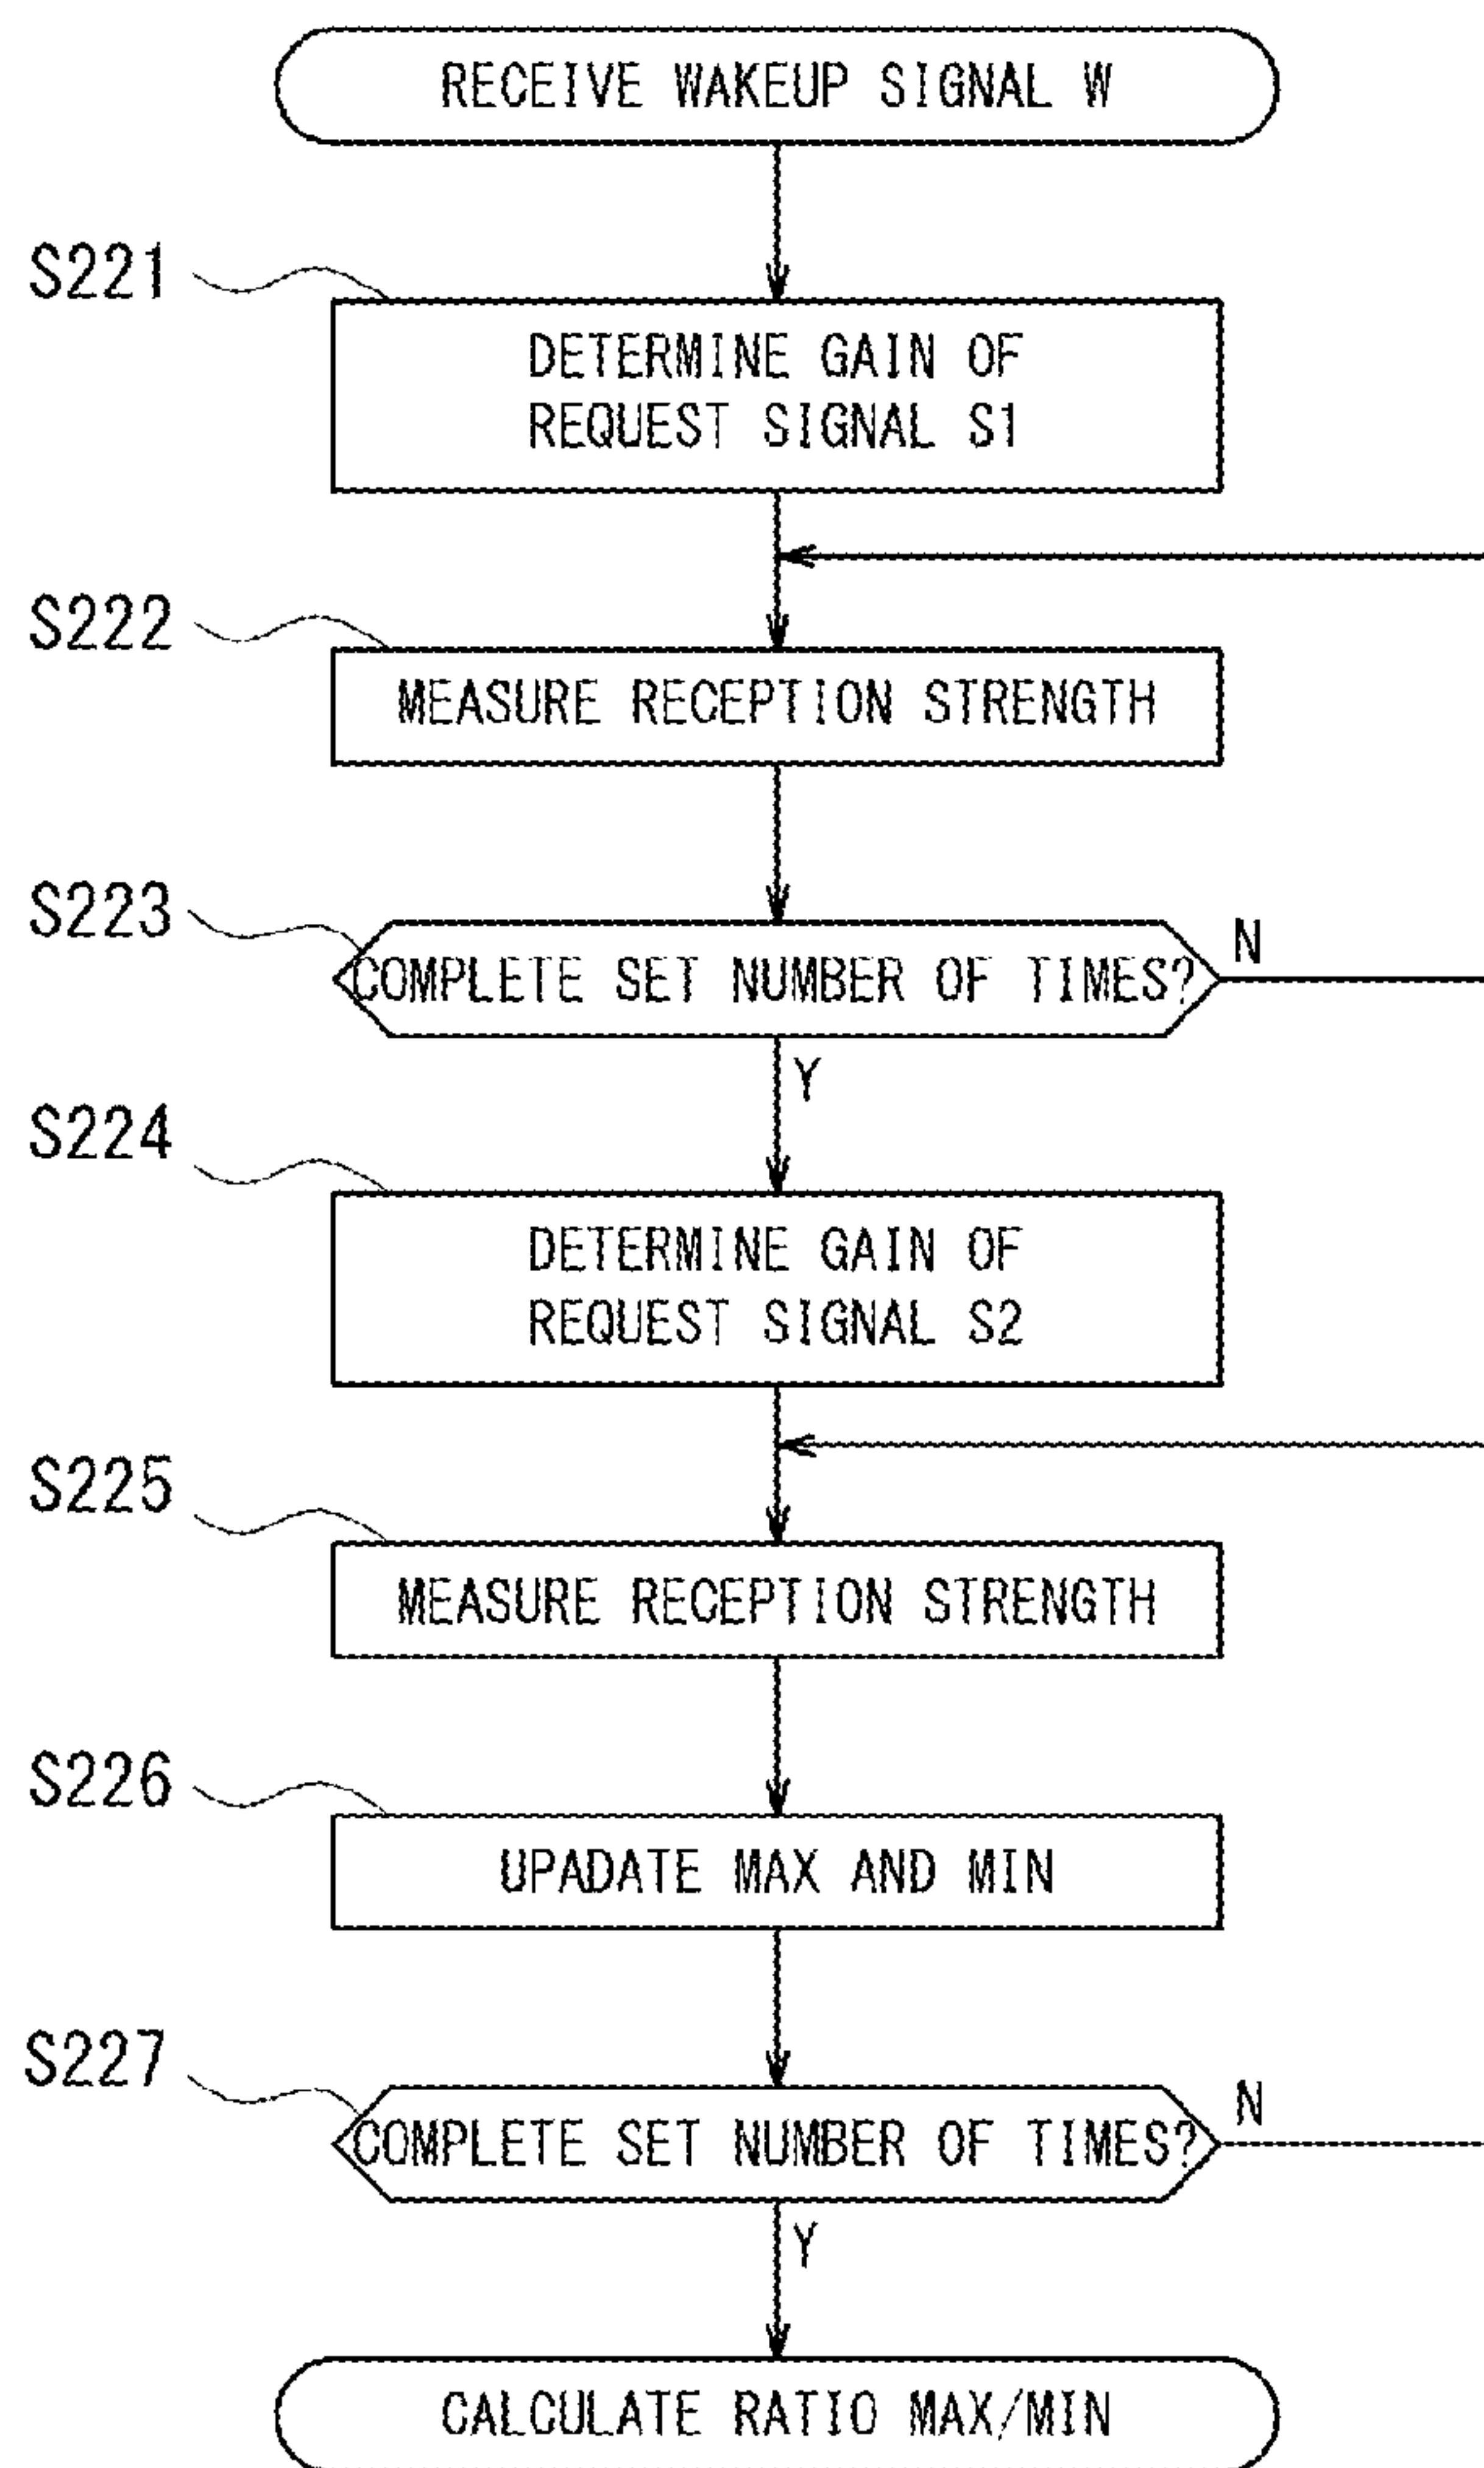 RECEIVE WAKEUP SIGNAL W
S221
DETERMINE GAIN OF
REQUEST SIGNAL S1
S222
MEASURE RECEPTION STRENGTH
S223
COMPLETE SET NUMBER OF TIMES?
N
Y
S224
DETERMINE GAIN OF
REQUEST SIGNAL S2
S225
MEASURE RECEPTION STRENGTH
S226
UPADATE MAX AND MIN
S227
COMPLETE SET NUMBER OF TIMES?
N
Y
CALCULATE RATIO MAX/MIN